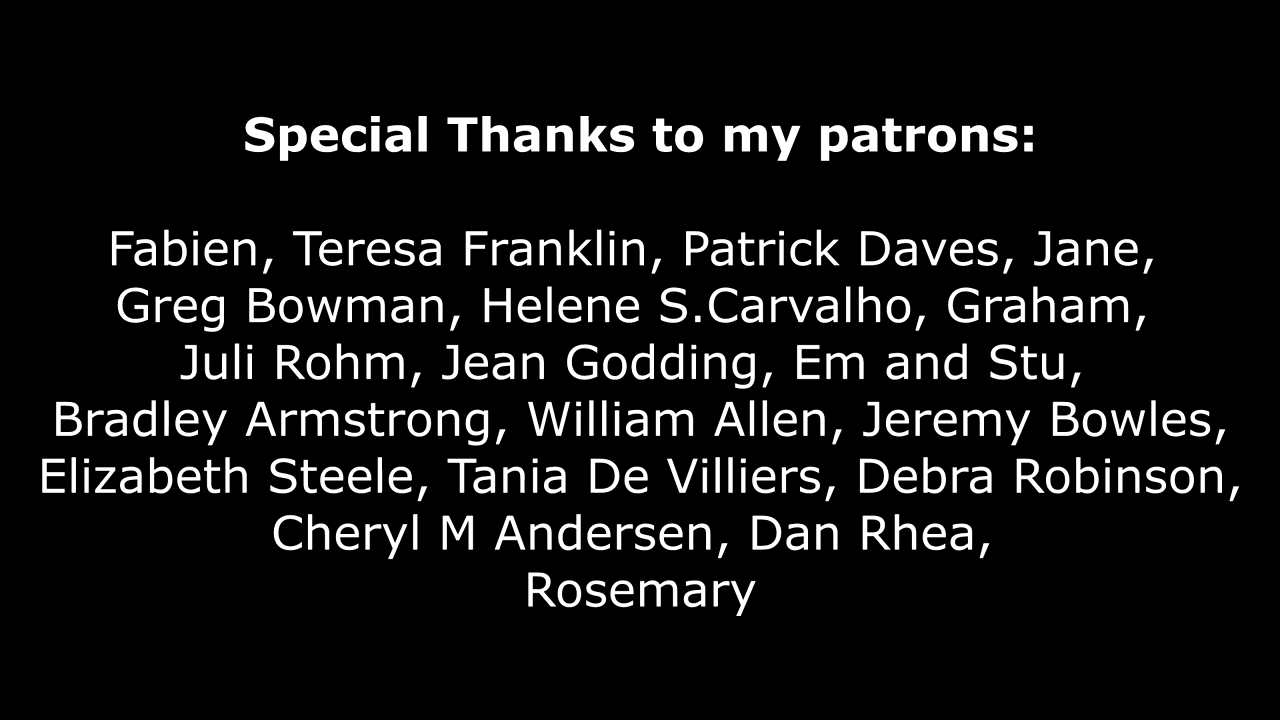 Special Thanks to my patrons:
Fabien, Teresa Franklin, Patrick Daves, Jane,
Greg Bowman, Helene S.Carvalho, Graham,
Juli Rohm, Jean Godding, Em and Stu,
Bradley Armstrong, William Allen, Jeremy Bowles,
Elizabeth Steele, Tania De Villiers, Debra Robinson,
Cheryl M Andersen, Dan Rhea,
Rosemary